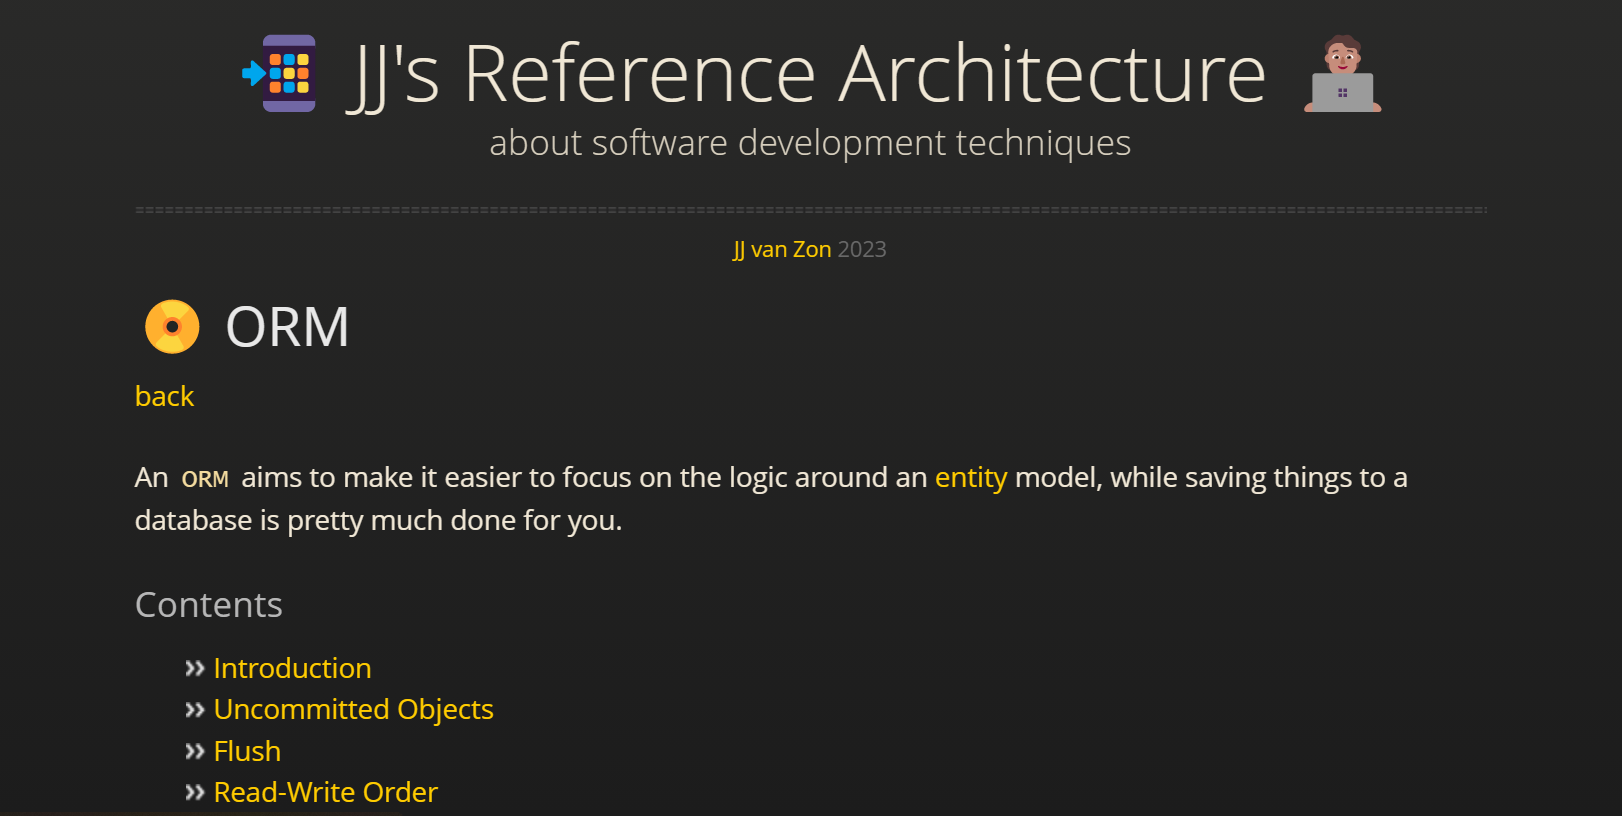 JJ's Reference Architecture
about software development techniques
JJ van Zon 2023
ORM
back
An ORM aims to make it easier to focus on the logic around an entity model, while saving things to a
database is pretty much done for you.
Contents
Introduction
Uncommitted Objects
Flush
Read-Write Order